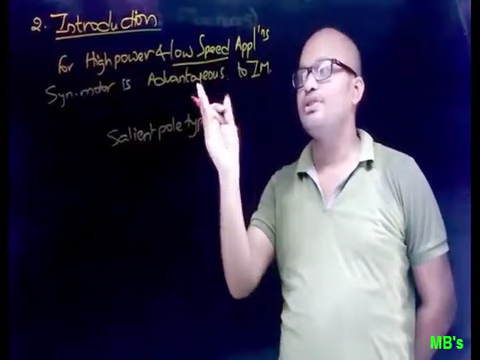 2. Introduction
for High power & low Speed Appl'ns
Syn. motor is Advantageous to IM.
Salient pole typ
MB's